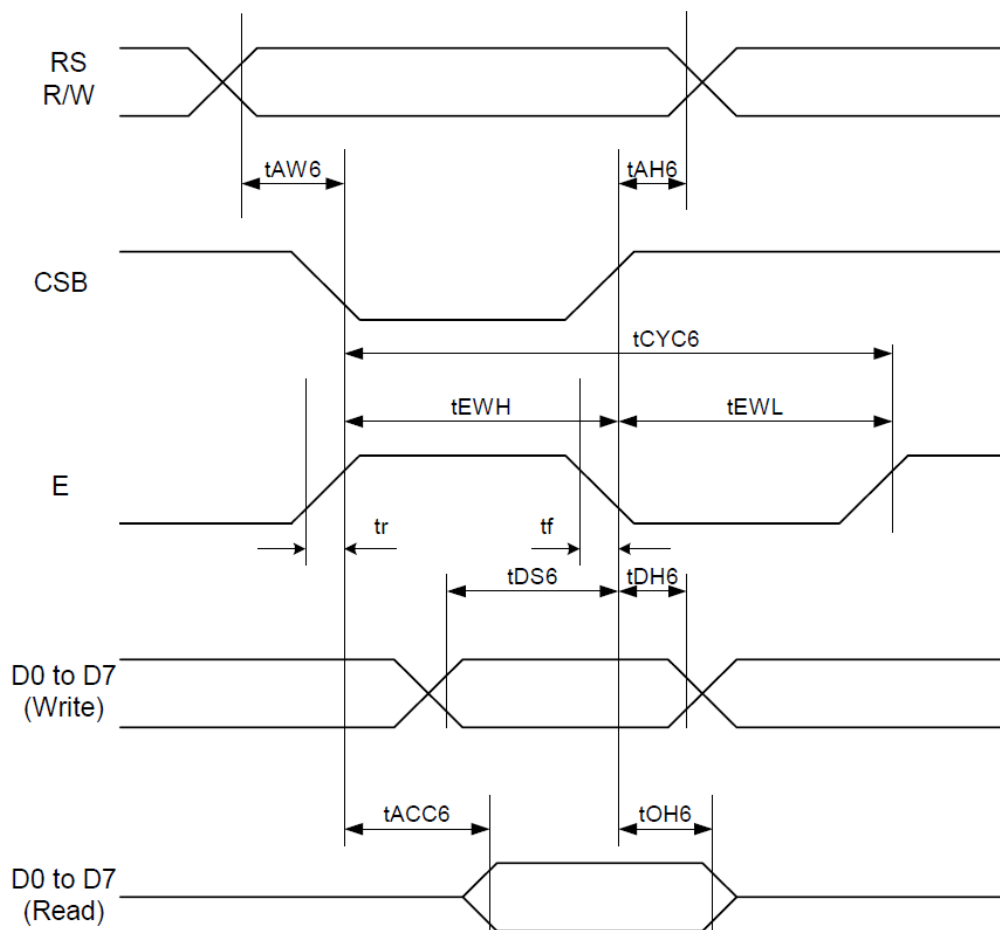 RS
R/W
tAW6
tAH6
CSB
tCYC6
tEWH
tEWL
E
tr
tf
tDS6
tDH6
D0 to D7
(Write)
tACC6
tOH6
D0 to D7
(Read)